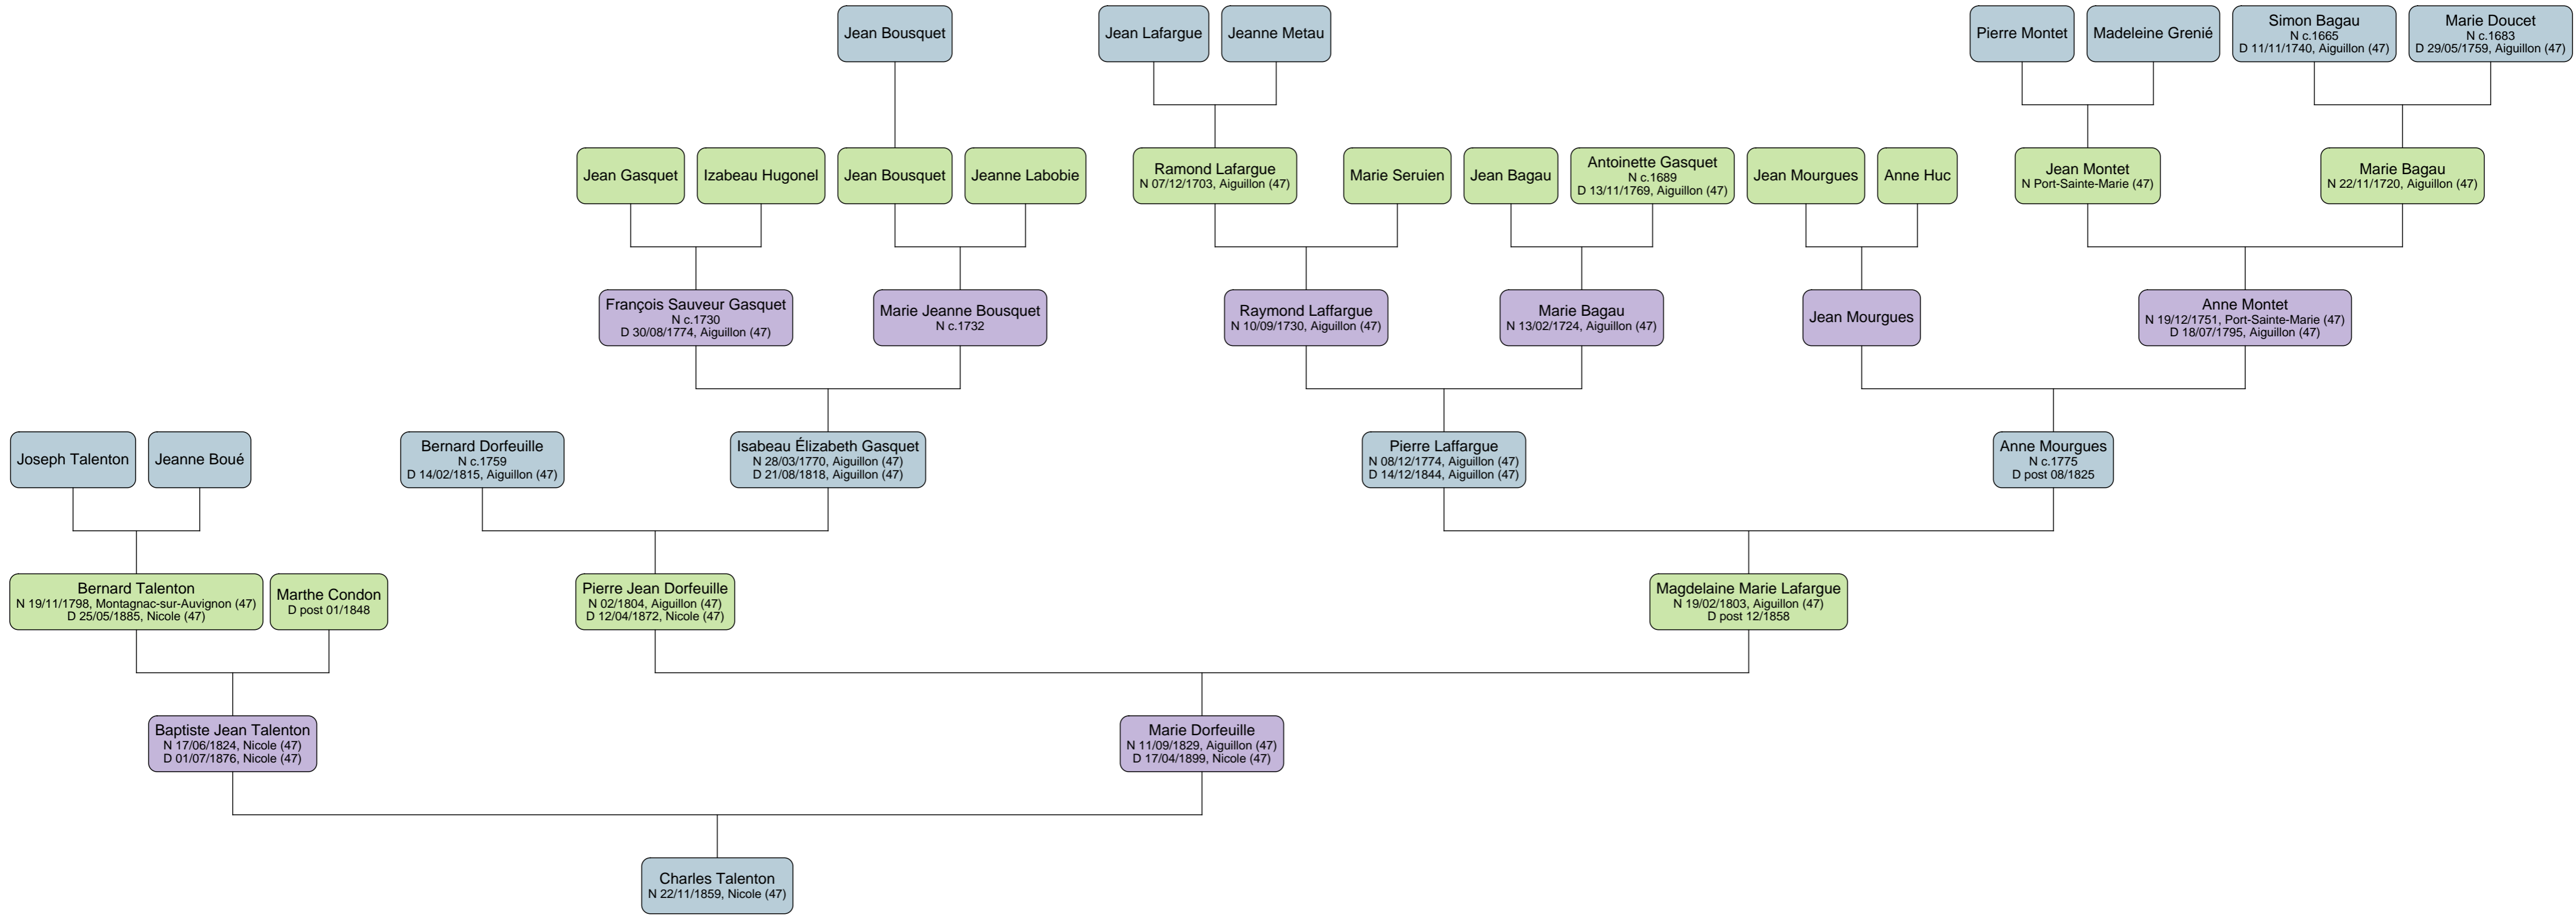 Jean Bousquet
Jean Lafargue
Jeanne Metau
Pierre Montet
Madeleine Grenié
Simon Bagau
N c.1665
D 11/11/1740, Aiguillon (47)
Marie Doucet
N c.1683
D 29/05/1759, Aiguillon (47)
Jean Gasquet
Izabeau Hugonel
Jean Bousquet
Jeanne Labobie
Ramond Lafargue
N 07/12/1703, Aiguillon (47)
Marie Seruien
Jean Bagau
Antoinette Gasquet
N c.1689
D 13/11/1769, Aiguillon (47)
Jean Mourgues
Anne Huc
Jean Montet
N Port-Sainte-Marie (47)
Marie Bagau
N 22/11/1720, Aiguillon (47)
François Sauveur Gasquet
N c.1730
D 30/08/1774, Aiguillon (47)
Marie Jeanne Bousquet
N c.1732
Raymond Laffargue
N 10/09/1730, Aiguillon (47)
Marie Bagau
N 13/02/1724, Aiguillon (47)
Jean Mourgues
Anne Montet
N 19/12/1751, Port-Sainte-Marie (47)
D 18/07/1795, Aiguillon (47)
Joseph Talenton
Jeanne Boué
Bernard Dorfeuille
N c.1759
D 14/02/1815, Aiguillon (47)
Isabeau Élizabeth Gasquet
N 28/03/1770, Aiguillon (47)
D 21/08/1818, Aiguillon (47)
Pierre Laffargue
N 08/12/1774, Aiguillon (47)
D 14/12/1844, Aiguillon (47)
Anne Mourgues
N c.1775
D post 08/1825
Bernard Talenton
N 19/11/1798, Montagnac-sur-Auvignon (47)
D 25/05/1885, Nicole (47)
Marthe Condon
D post 01/1848
Pierre Jean Dorfeuille
N 02/1804, Aiguillon (47)
D 12/04/1872, Nicole (47)
Magdelaine Marie Lafargue
N 19/02/1803, Aiguillon (47)
D post 12/1858
Baptiste Jean Talenton
N 17/06/1824, Nicole (47)
D 01/07/1876, Nicole (47)
Marie Dorfeuille
N 11/09/1829, Aiguillon (47)
D 17/04/1899, Nicole (47)
Charles Talenton
N 22/11/1859, Nicole (47)